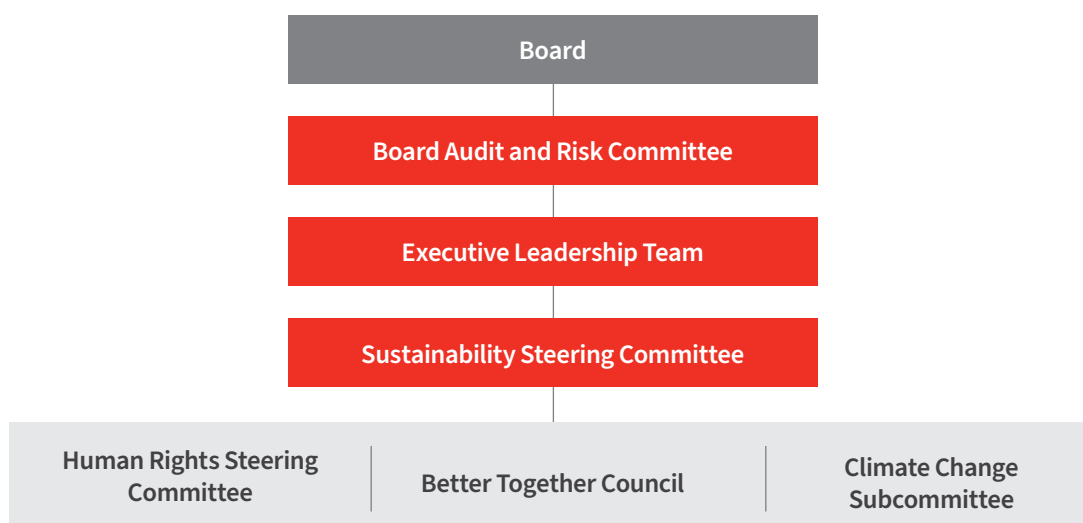 Board
Board Audit and Risk Committee
Executive Leadership Team
Sustainability Steering Committee
Human Rights Steering
Committee
Better Together Council
Climate Change
Subcommittee